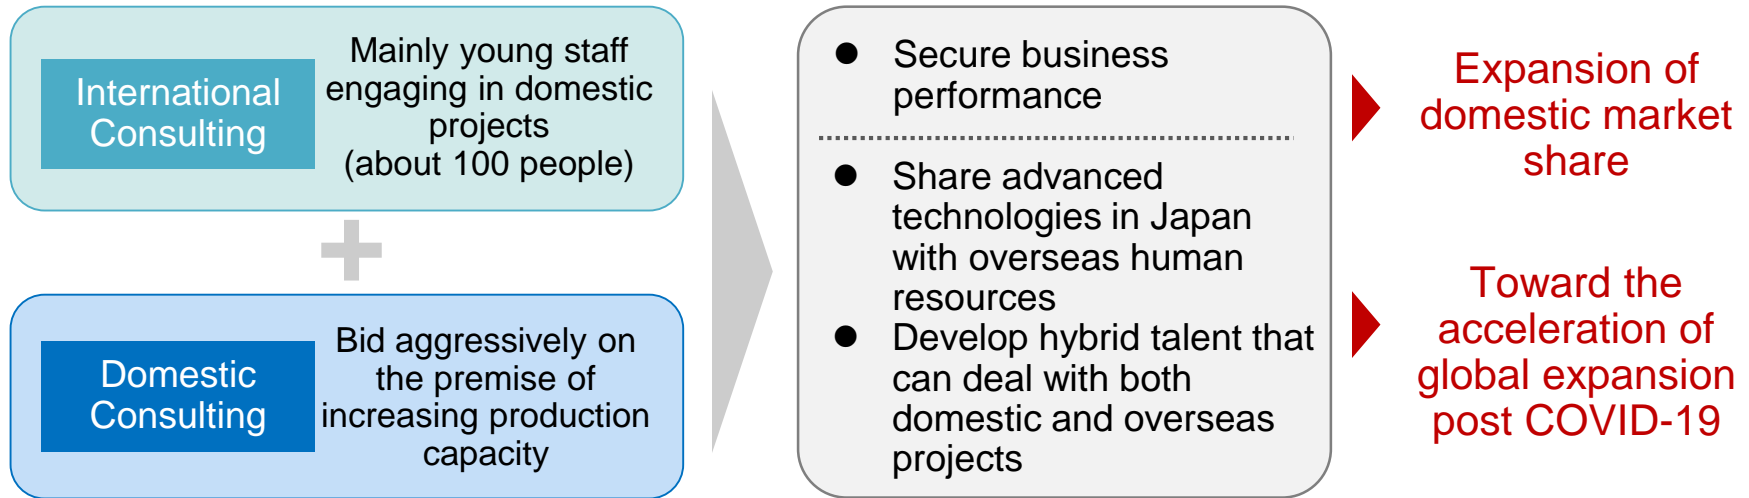 International
Consulting
Mainly young staff
engaging in domestic
projects
(about 100 people)
Domestic
Consulting
Bid aggressively on
the premise of
increasing production
capacity
● Secure business
performance
● Share advanced
technologies in Japan
with overseas human
resources
● Develop hybrid talent that
can deal with both
domestic and overseas
projects
Expansion of
domestic market
share
Toward the
acceleration of
global expansion
post COVID-19